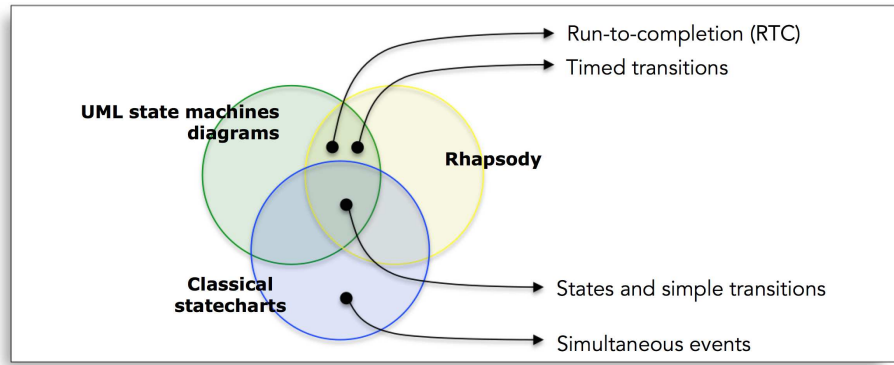 Run-to-completion (RTC)
Timed transitions
UML state machines
diagrams
Rhapsody
Classical
statecharts
States and simple transitions
Simultaneous events